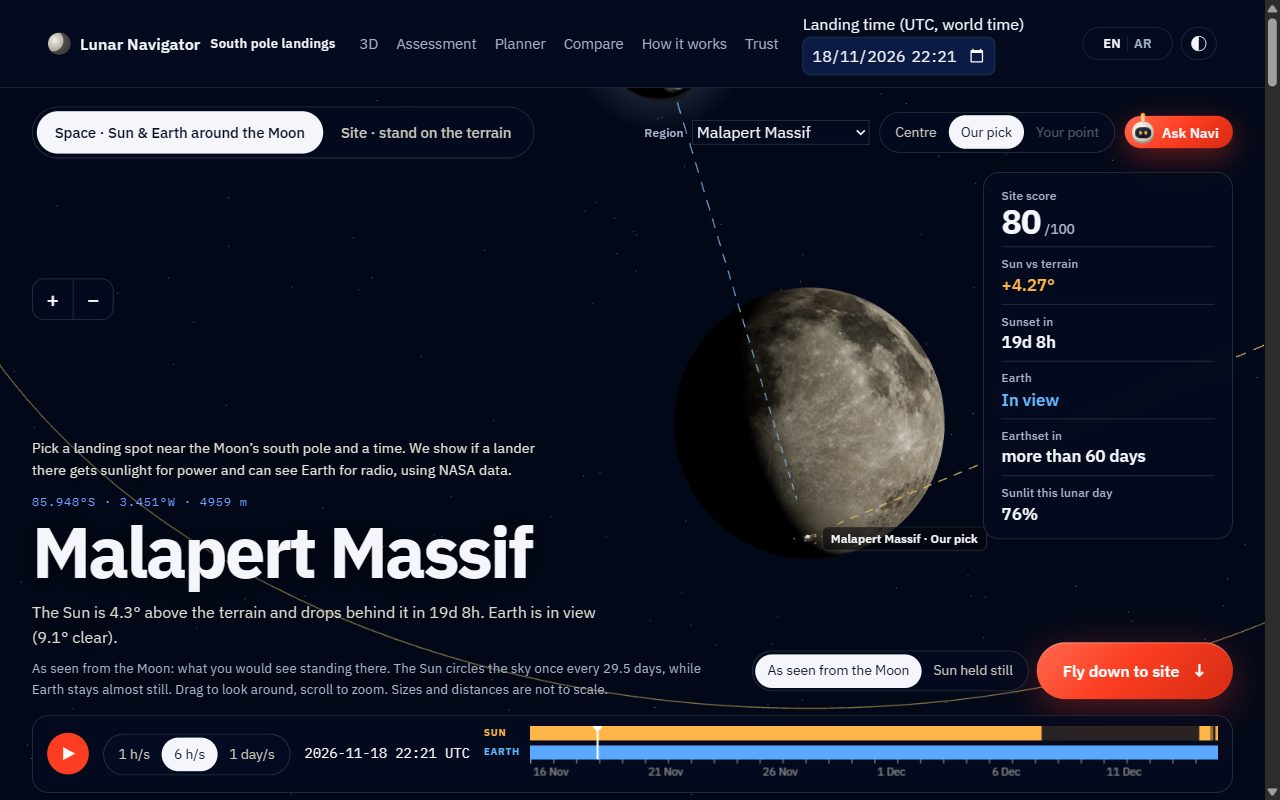 Lunar Navigator South pole landings 3D Assessment Planner Compare How it works Trust
Landing time (UTC, world time)
18/11/2026 22:21
EN AR
Space · Sun & Earth around the Moon Site · stand on the terrain
Region Malapert Massif Centre Our pick Your point Ask Navi
Site score
80 /100
Sun vs terrain
+4.27°
Sunset in
19d 8h
Earth
In view
Earthset in
more than 60 days
Sunlit this lunar day
76%
+ −
Malapert Massif · Our pick
Pick a landing spot near the Moon’s south pole and a time. We show if a lander
there gets sunlight for power and can see Earth for radio, using NASA data.
85.948°S · 3.451°W · 4959 m
Malapert Massif
The Sun is 4.3° above the terrain and drops behind it in 19d 8h. Earth is in view
(9.1° clear).
As seen from the Moon: what you would see standing there. The Sun circles the sky once every 29.5 days, while
Earth stays almost still. Drag to look around, scroll to zoom. Sizes and distances are not to scale.
As seen from the Moon Sun held still Fly down to site ↓
1 h/s 6 h/s 1 day/s 2026-11-18 22:21 UTC
SUN
EARTH
16 Nov 21 Nov 26 Nov 1 Dec 6 Dec 11 Dec